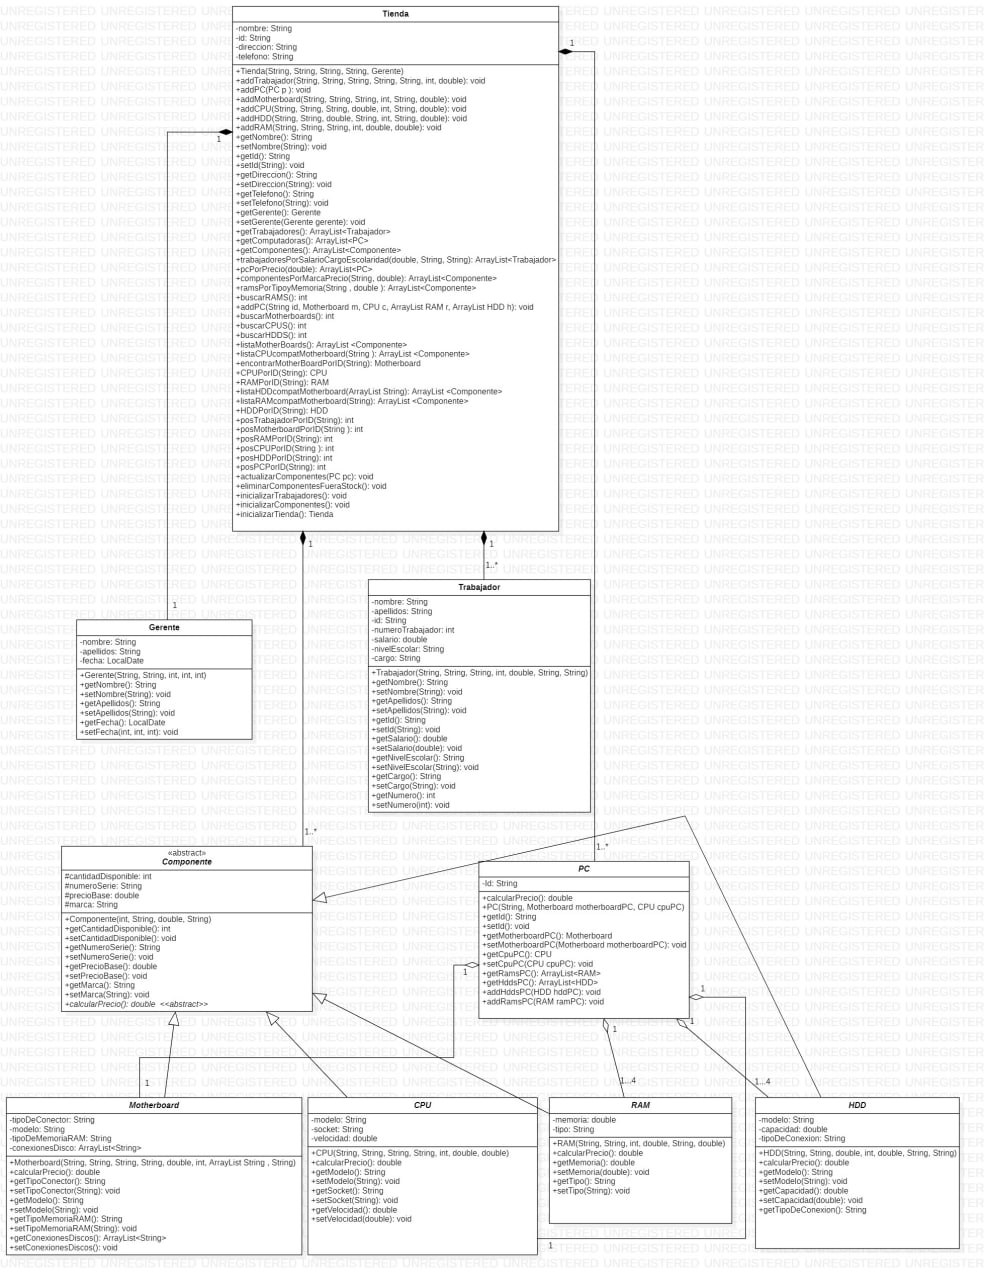 Tienda
-nombre: String
-id: String
-direccion: String
-telefono: String
+Tienda(String, String, String, String, Gerente)
+addTrabajador(String, String, String, String, String, int, double): void
+addPC(PC p ): void
+addMotherboard(String, String, String, int, String, double): void
+addCPU(String, String, String, double, int, String, double): void
+addHDD(String, String, double, String, int, String, double): void
+addRAM(String, String, String, int, double, double): void
+getNombre(): String
+setNombre(String): void
+getId(): String
+setId(String): void
+getDireccion(): String
+setDireccion(String): void
+getTelefono(): String
+setTelefono(String): void
+getGerente(): Gerente
+setGerente(Gerente gerente): void
+getTrabajadores(): ArrayList<Trabajador>
+getComputadoras(): ArrayList<PC>
+getComponentes(): ArrayList<Componente>
+trabajadoresPorSalarioCargoEscolaridad(double, String, String): ArrayList<Trabajador>
+pcPorPrecio(double): ArrayList<PC>
+componentesPorMarcaPrecio(String, double): ArrayList<Componente>
+ramsPorTipoyMemoria(String , double ): ArrayList<Componente>
+buscarRAMS(): int
+addPC(String id, Motherboard m, CPU c, ArrayList RAM r, ArrayList HDD h): void
+buscarMotherboards(): int
+buscarCPUS(): int
+buscarHDDS(): int
+listaMotherBoards(): ArrayList <Componente>
+listaCPUcompatMotherboard(String ): ArrayList <Componente>
+encontrarMotherBoardPorID(String): Motherboard
+CPUPorID(String): CPU
+RAMPorID(String): RAM
+listaHDDcompatMotherboard(ArrayList String): ArrayList <Componente>
+listaRAMcompatMotherboard(String): ArrayList <Componente>
+HDDPorID(String): HDD
+posTrabajadorPorID(String): int
+posMotherboardPorID(String ): int
+posRAMPorID(String): int
+posCPUPorID(String ): int
+posHDDPorID(String): int
+posPCPorID(String): int
+actualizarComponentes(PC pc): void
+eliminarComponentesFueraStock(): void
+inicializarTrabajadores(): void
+inicializarComponentes(): void
+inicializarTienda(): Tienda
1
1
1
1
1..*
1
1..*
1..*
Gerente
-nombre: String
-apellidos: String
-fecha: LocalDate
+Gerente(String, String, int, int, int)
+getNombre(): String
+setNombre(String): void
+getApellidos(): String
+setApellidos(String): void
+getFecha(): LocalDate
+setFecha(int, int, int): void
Trabajador
-nombre: String
-apellidos: String
-id: String
-numeroTrabajador: int
-salario: double
-nivelEscolar: String
-cargo: String
+Trabajador(String, String, String, int, double, String, String)
+getNombre(): String
+setNombre(String): void
+getApellidos(): String
+setApellidos(String): void
+getId(): String
+setId(String): void
+getSalario(): double
+setSalario(double): void
+getNivelEscolar(): String
+setNivelEscolar(String): void
+getCargo(): String
+setCargo(String): void
+getNumero(): int
+setNumero(int): void
«abstract»
Componente
#cantidadDisponible: int
#numeroSerie: String
#precioBase: double
#marca: String
+Componente(int, String, double, String)
+getCantidadDisponible(): int
+setCantidadDisponible(): void
+getNumeroSerie(): String
+setNumeroSerie(): void
+getPrecioBase(): double
+setPrecioBase(): void
+getMarca(): String
+setMarca(String): void
+calcularPrecio(): double <<abstract>>
PC
-Id: String
+calcularPrecio(): double
+PC(String, Motherboard motherboardPC, CPU cpuPC)
+getId(): String
+setId(): void
+getMotherboardPC(): Motherboard
+setMotherboardPC(Motherboard motherboardPC): void
+getCpuPC(): CPU
+setCpuPC(CPU cpuPC): void
+getRamsPC(): ArrayList<RAM>
+getHddsPC(): ArrayList<HDD>
+addHddsPC(HDD hddPC): void
+addRamsPC(RAM ramPC): void
1
1
1
1
1
1...4
1...4
1
Motherboard
-tipoDeConector: String
-modelo: String
-tipoDeMemoriaRAM: String
-conexionesDisco: ArrayList<String>
+Motherboard(String, String, String, String, double, int, ArrayList String , String)
+calcularPrecio(): double
+getTipoConector(): String
+setTipoConector(String): void
+getModelo(): String
+setModelo(String): void
+getTipoMemoriaRAM(): String
+setTipoMemoriaRAM(String): void
+getConexionesDiscos(): ArrayList<String>
+setConexionesDiscos(): void
CPU
-modelo: String
-socket: String
-velocidad: double
+CPU(String, String, String, String, int, double, double)
+calcularPrecio(): double
+getModelo(): String
+setModelo(String): void
+getSocket(): String
+setSocket(String): void
+getVelocidad(): double
+setVelocidad(double): void
RAM
-memoria: double
-tipo: String
+RAM(String, String, int, double, String, double)
+calcularPrecio(): double
+getMemoria(): double
+setMemoria(double): void
+getTipo(): String
+setTipo(String): void
HDD
-modelo: String
-capacidad: double
-tipoDeConexion: String
+HDD(String, String, double, int, double, String, String)
+calcularPrecio(): double
+getModelo(): String
+setModelo(String): void
+getCapacidad(): double
+setCapacidad(double): void
+getTipoDeConexion(): String